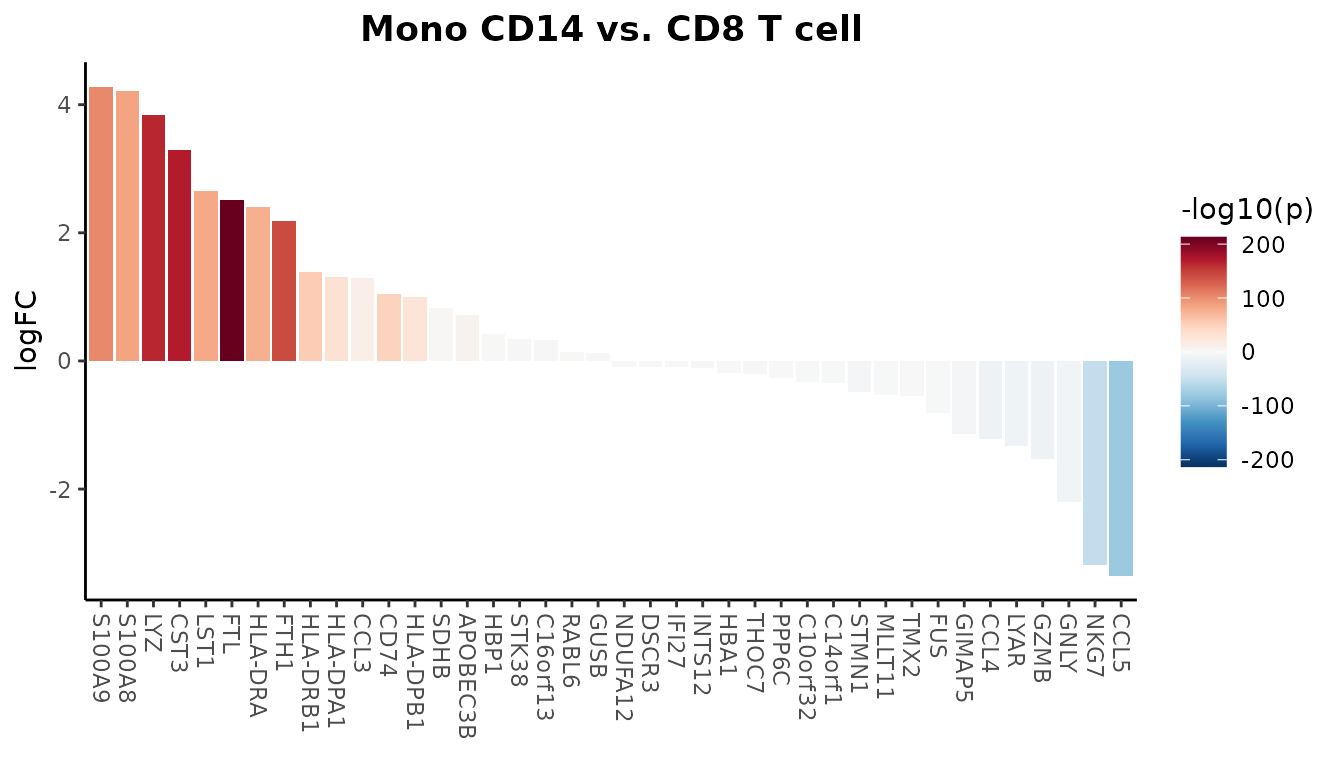 Mono CD14 vs. CD8 T cell
logFC
4
2
0
-2
S100A9
S100A8
LYZ
CST3
LST1
FTL
HLA-DRA
FTH1
HLA-DRB1
HLA-DPA1
CCL3
CD74
HLA-DPB1
SDHB
APOBEC3B
HBP1
STK38
C16orf13
RABL6
GUSB
NDUFA12
DSCR3
IFI27
INTS12
HBA1
THOC7
PPP6C
C10orf32
C14orf1
STMN1
MLLT11
TMX2
FUS
GIMAP5
CCL4
LYAR
GZMB
GNLY
NKG7
CCL5
-log10(p)
200
100
0
-100
-200